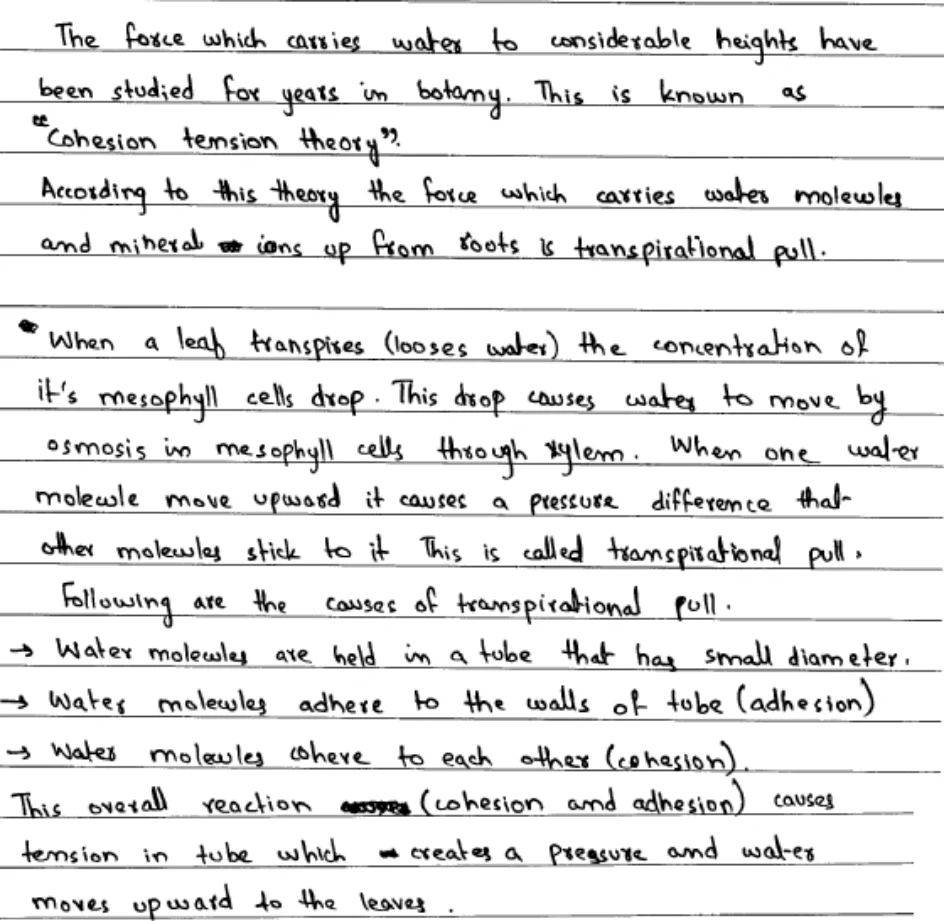 The force which carries water to considerable heights have
been studied for years in botany. This is known as
"Cohesion tension theory".
According to this theory the force which carries water molecules
and mineral ions up from roots is transpirational pull.
When a leaf transpires (looses water) the concentration of
it's mesophyll cells drop. This drop causes water to move by
osmosis in mesophyll cells through xylem. When one water
molecule move upward it causes a pressure difference that
other molecules stick to it This is called transpirational pull.
Following are the causes of transpirational pull.
→ Water molecules are held in a tube that has small diameter.
→ Water molecules adhere to the walls of tube (adhesion)
→ Water molecules cohere to each other (cohesion).
This overall reaction (cohesion and adhesion) causes
tension in tube which creates a pressure and water
moves upward to the leaves.